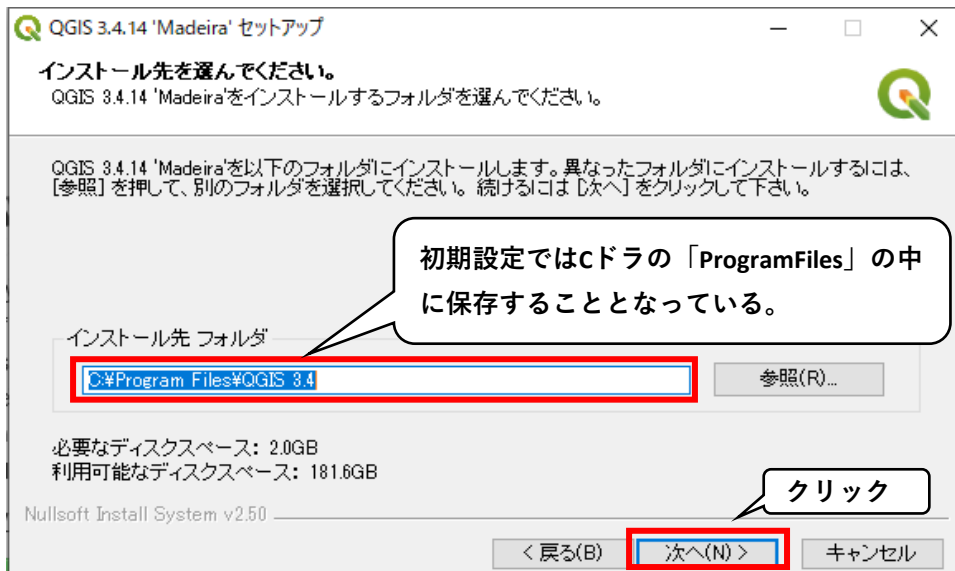 QGIS 3.4.14 'Madeira' セットアップ
インストール先を選んでください。
QGIS 3.4.14 'Madeira'をインストールするフォルダを選んでください。
QGIS 3.4.14 'Madeira'を以下のフォルダにインストールします。異なったフォルダにインストールするには、
[参照] を押して、別のフォルダを選択してください。 続けるには [次へ] をクリックして下さい。
初期設定ではCドラの「ProgramFiles」の中
に保存することとなっている。
インストール先 フォルダ
C:¥Program Files¥QGIS 3.4
参照(R)...
必要なディスクスペース: 2.0GB
利用可能なディスクスペース: 181.6GB
クリック
Nullsoft Install System v2.50
< 戻る(B)
次へ(N) >
キャンセル